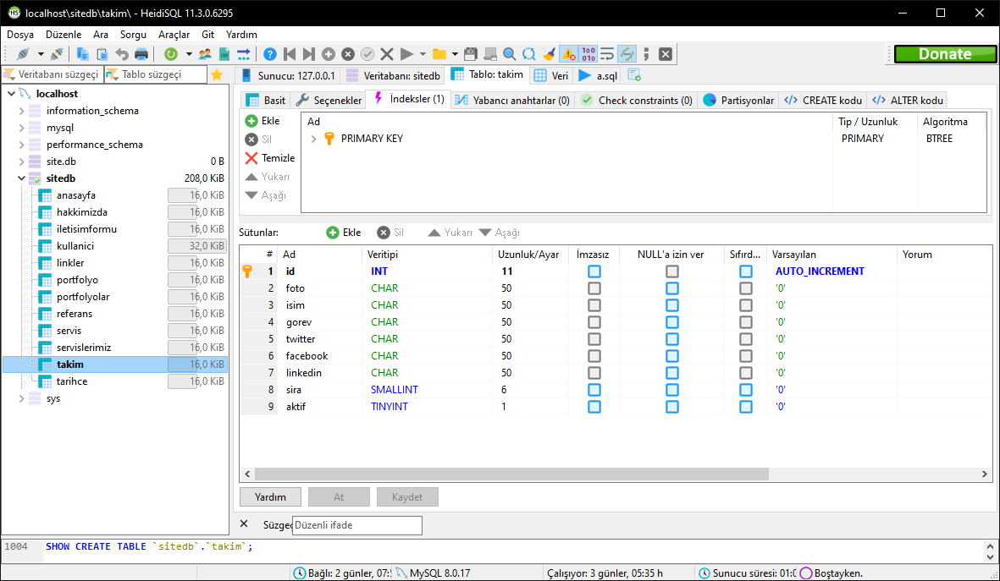 localhost\sitedb\takim\ - HeidiSQL 11.3.0.6295
Dosya Düzenle Ara Sorgu Araçlar Git Yardım
Donate
Veritabanı süzgeci Tablo süzgeci
Sunucu: 127.0.0.1 Veritabanı: sitedb Tablo: takim Veri a.sql
localhost
information_schema
mysql
performance_schema
site.db 0 B
sitedb 208,0 KiB
anasayfa 16,0 KiB
hakkimizda 16,0 KiB
iletisimformu 16,0 KiB
kullanici 32,0 KiB
linkler 16,0 KiB
portfolyo 16,0 KiB
portfolyolar 16,0 KiB
referans 16,0 KiB
servis 16,0 KiB
servislerimiz 16,0 KiB
takim 16,0 KiB
tarihce 16,0 KiB
sys
Basit Seçenekler İndeksler (1) Yabancı anahtarlar (0) Check constraints (0) Partisyonlar CREATE kodu ALTER kodu
Ekle
Sil
Temizle
Yukarı
Aşağı
Ad Tip / Uzunluk Algoritma
PRIMARY KEY PRIMARY BTREE
Sütunlar: Ekle Sil Yukarı Aşağı
# Ad Veritipi Uzunluk/Ayar İmzasız NULL'a izin ver Sıfırd... Varsayılan Yorum
1 id INT 11 AUTO_INCREMENT
2 foto CHAR 50 '0'
3 isim CHAR 50 '0'
4 gorev CHAR 50 '0'
5 twitter CHAR 50 '0'
6 facebook CHAR 50 '0'
7 linkedin CHAR 50 '0'
8 sira SMALLINT 6 '0'
9 aktif TINYINT 1 '0'
Yardım At Kaydet
Süzgeç Düzenli ifade
1004 SHOW CREATE TABLE `sitedb`.`takim`;
Bağlı: 2 günler, 07: MySQL 8.0.17 Çalışıyor: 3 günler, 05:35 h Sunucu süresi: 01:0 Boştayken.